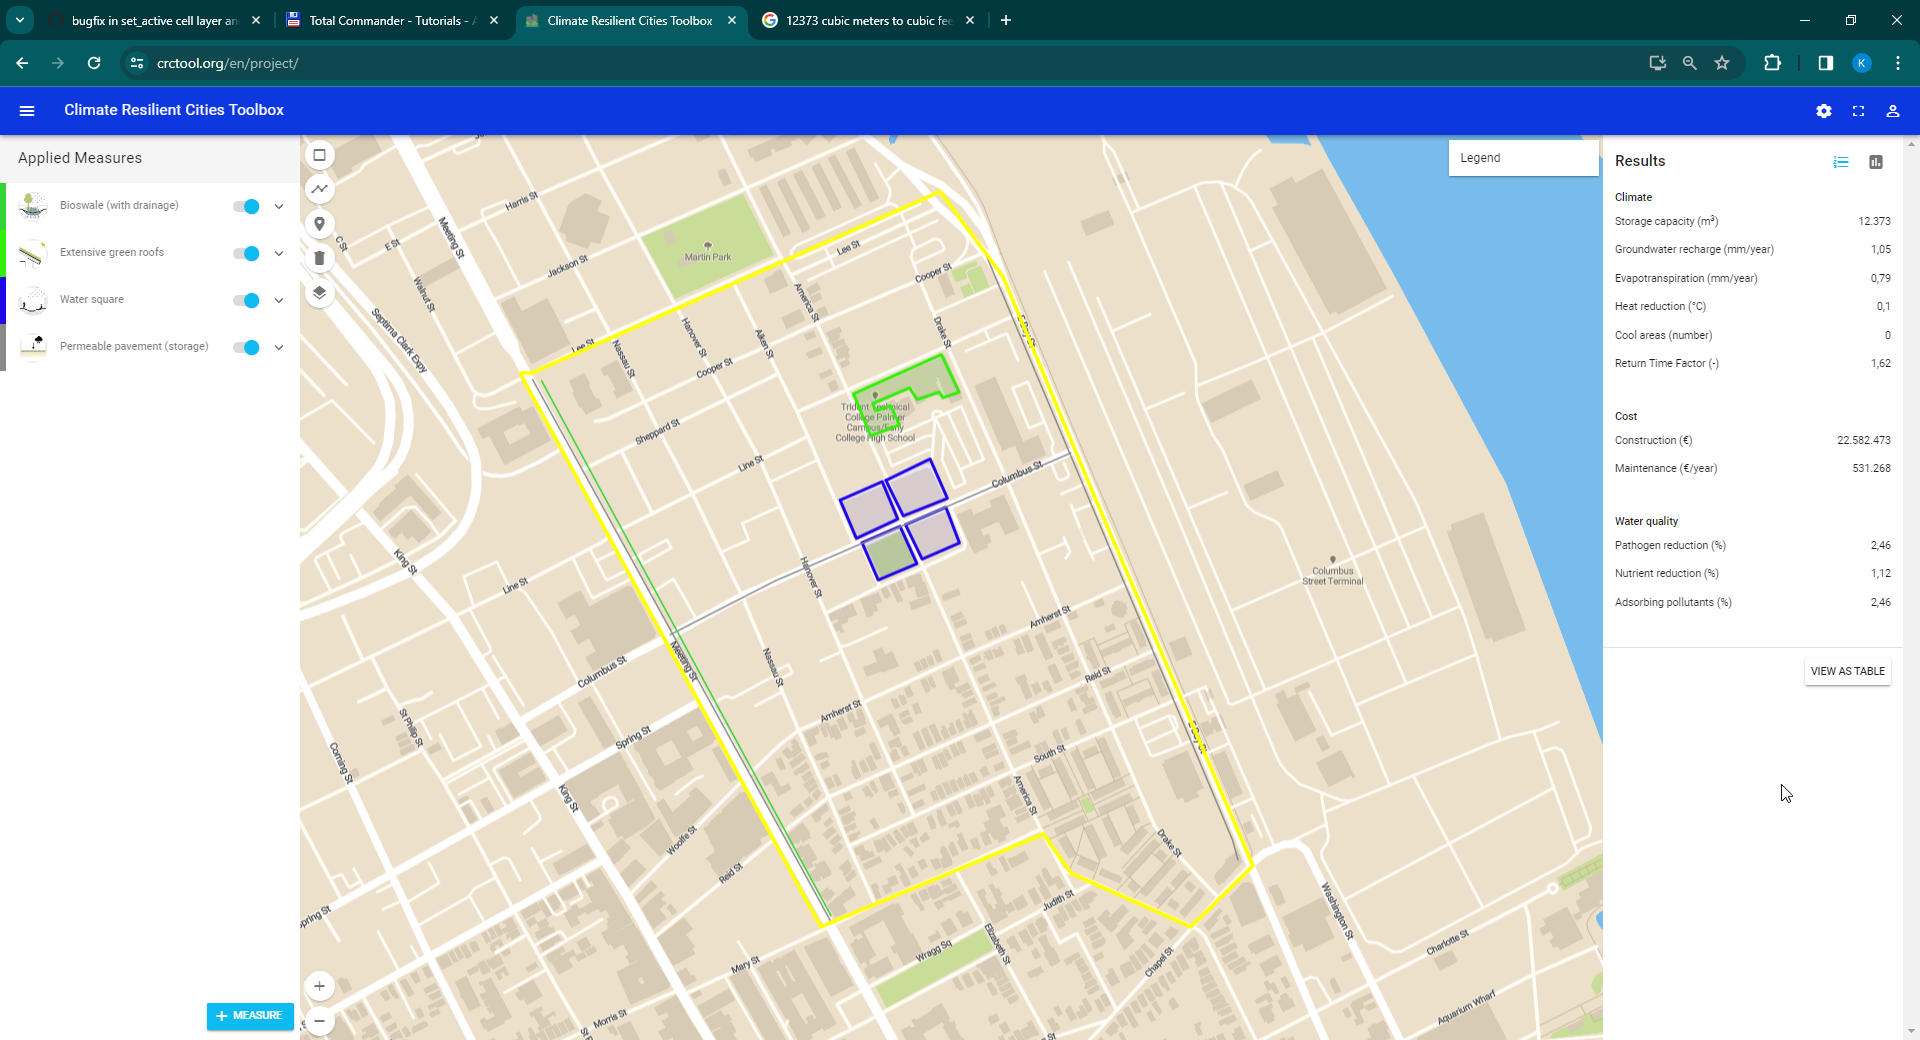 bugfix in set_active cell layer an
Total Commander - Tutorials - A
Climate Resilient Cities Toolbox
12373 cubic meters to cubic fee
crctool.org/en/project/
K
Climate Resilient Cities Toolbox
Applied Measures
Bioswale (with drainage)
Extensive green roofs
Water square
Permeable pavement (storage)
MEASURE
Legend
Harris St
Meeting St
C St
E St
Walnut St
Jackson St
Martin Park
Lee St
Cooper St
America St
Drake St
E Bay St
Septima Clark Expy
Hanover St
Aiken St
Lee St
Nassau St
Cooper St
Sheppard St
Line St
Trident Technical
College Palmer
Campus/Early
College High School
Columbus St
King St
Line St
Hanover St
Columbus
Street Terminal
Amherst St
Meeting St
Columbus St
Nassau St
Reid St
St Philip St
Amherst St
Spring St
E Bay St
South St
Coming St
King St
America St
Woolfe St
Drake St
Reid St
Judith St
Spring St
Washington St
Elizabeth St
Wragg Sq
Charlotte St
Mary St
Chapel St
Morris St
Aquarium Wharf
Results
Climate
Storage capacity (m³) 12.373
Groundwater recharge (mm/year) 1,05
Evapotranspiration (mm/year) 0,79
Heat reduction (°C) 0,1
Cool areas (number) 0
Return Time Factor (-) 1,62
Cost
Construction (€) 22.582.473
Maintenance (€/year) 531.268
Water quality
Pathogen reduction (%) 2,46
Nutrient reduction (%) 1,12
Adsorbing pollutants (%) 2,46
VIEW AS TABLE